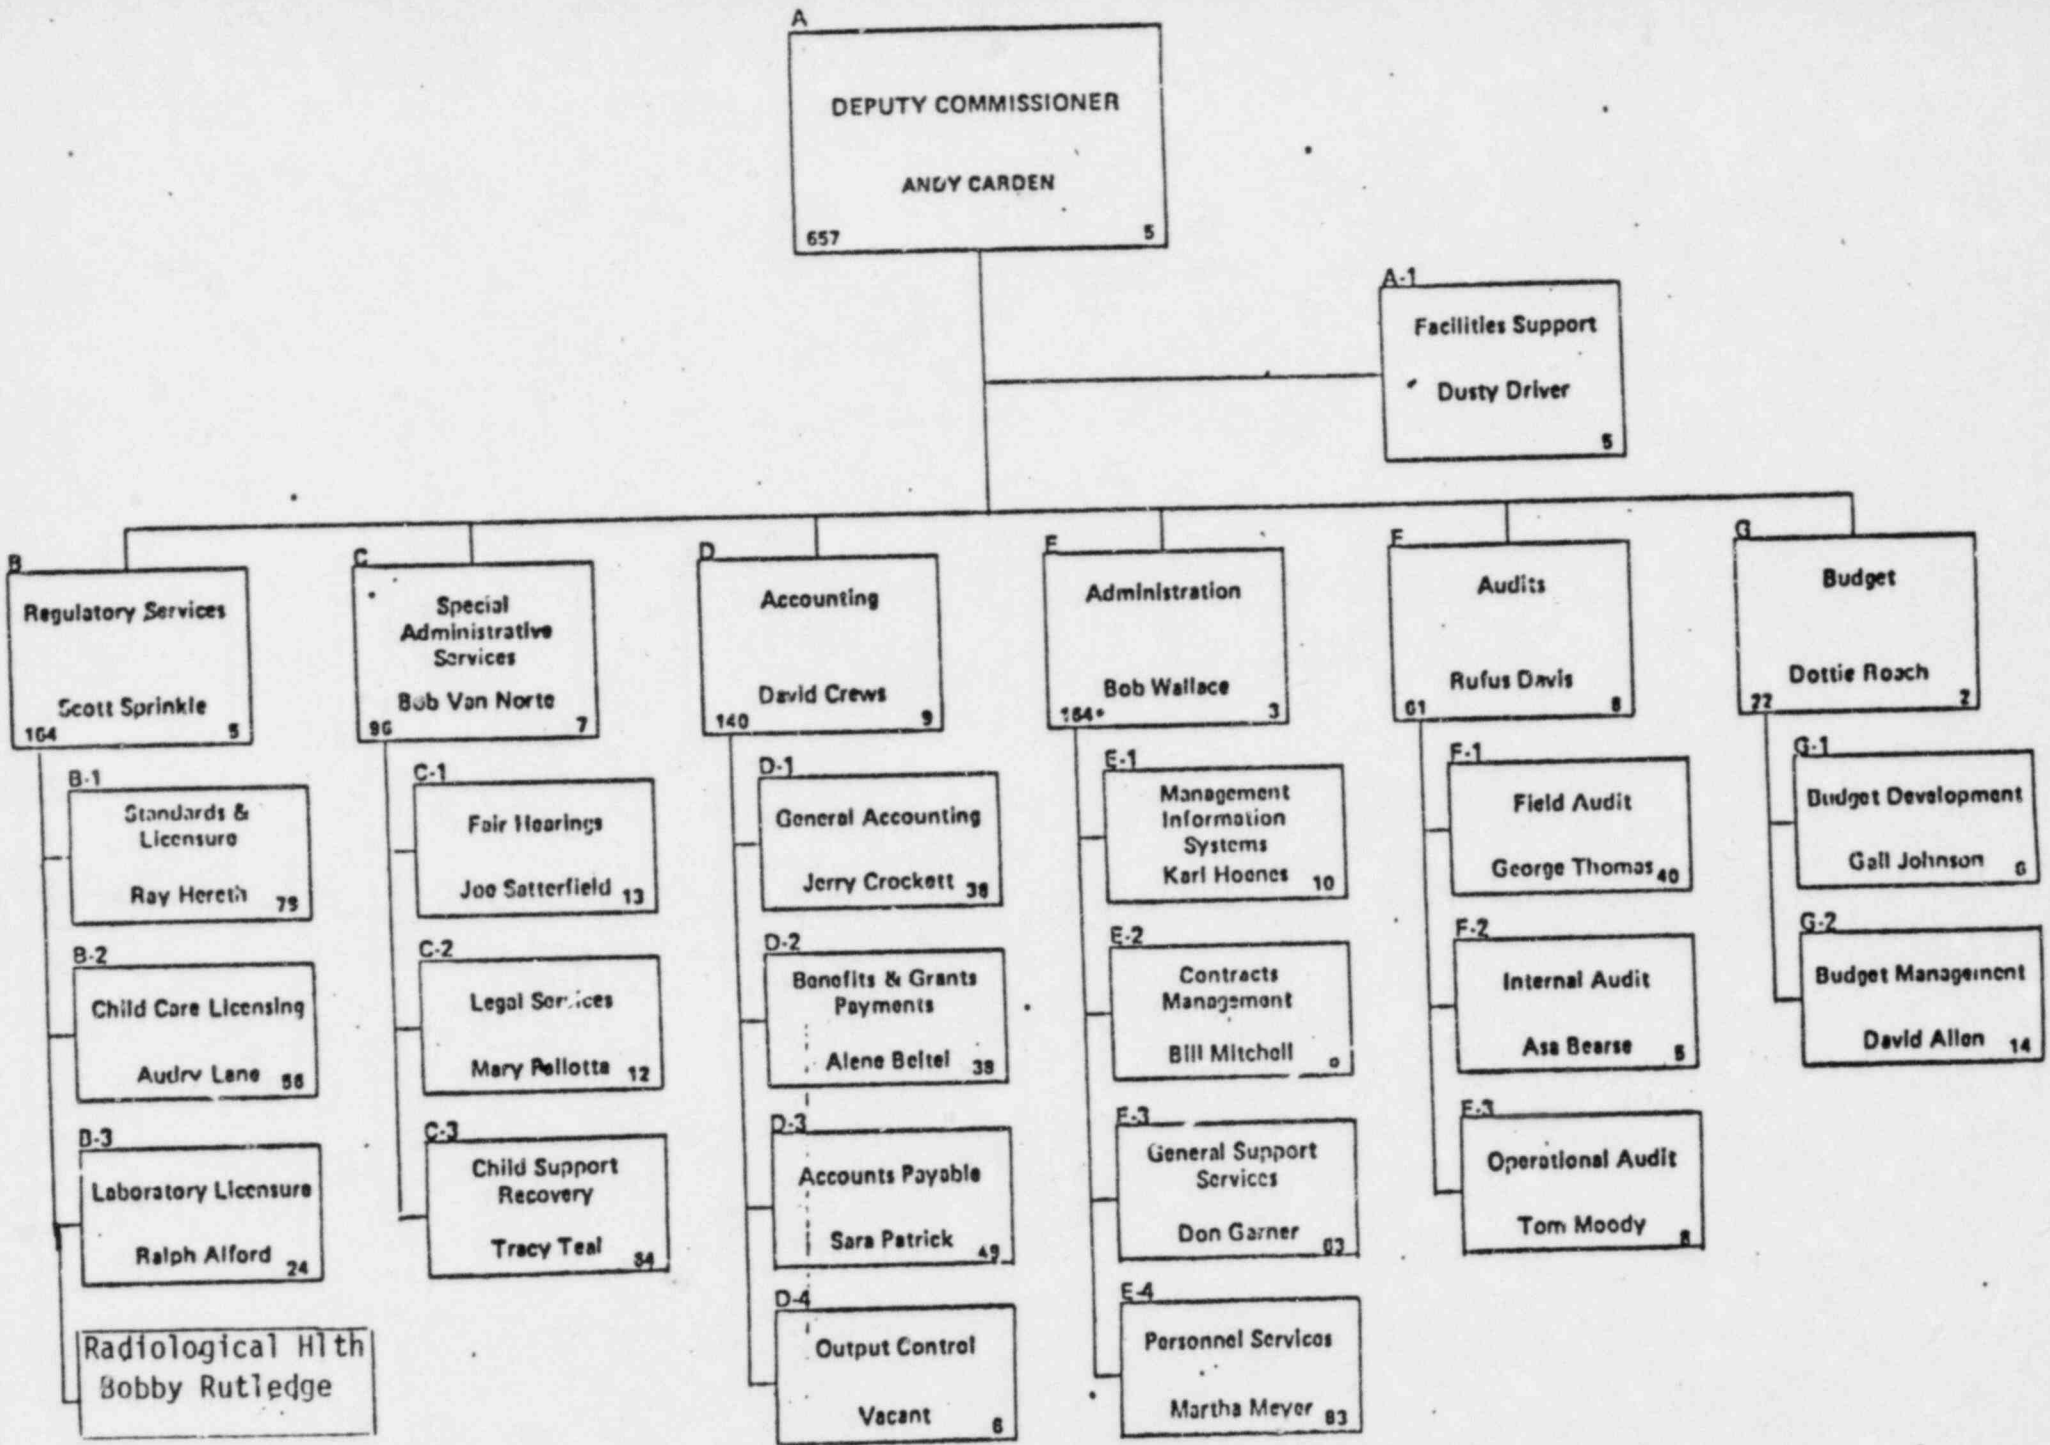 A
DEPUTY COMMISSIONER
ANDY CARDEN
657 5
A-1
Facilities Support
Dusty Driver
5
B
Regulatory Services
Scott Sprinkle
164 5
B-1
Standards &
Licensure
Ray Hereth
B-2
Child Care Licensing
Audry Lane
B-3
Laboratory Licensure
Ralph Alford
24
Radiological Hlth
Bobby Rutledge
C
Special
Administrative
Services
Bob Van Norte
96 7
C-1
Fair Hearings
Joe Satterfield 13
C-2
Legal Services
Mary Pellotta 12
C-3
Child Support
Recovery
Tracy Teal
D
Accounting
David Crews
140 9
D-1
General Accounting
Jerry Crockett
D-2
Benefits & Grants
Payments
Alene Beitel
D-3
Accounts Payable
Sara Patrick 49
D-4
Output Control
Vacant 6
E
Administration
Bob Wallace
3
E-1
Management
Information
Systems
Karl Hoenes 10
E-2
Contracts
Management
Bill Mitchell
E-3
General Support
Services
Don Garner
E-4
Personnel Services
Martha Meyer
F
Audits
Rufus Davis
61 8
F-1
Field Audit
George Thomas 40
F-2
Internal Audit
Asa Bearse 5
F-3
Operational Audit
Tom Moody 8
G
Budget
Dottie Roach
22 2
G-1
Budget Development
Gail Johnson 6
G-2
Budget Management
David Allen 14